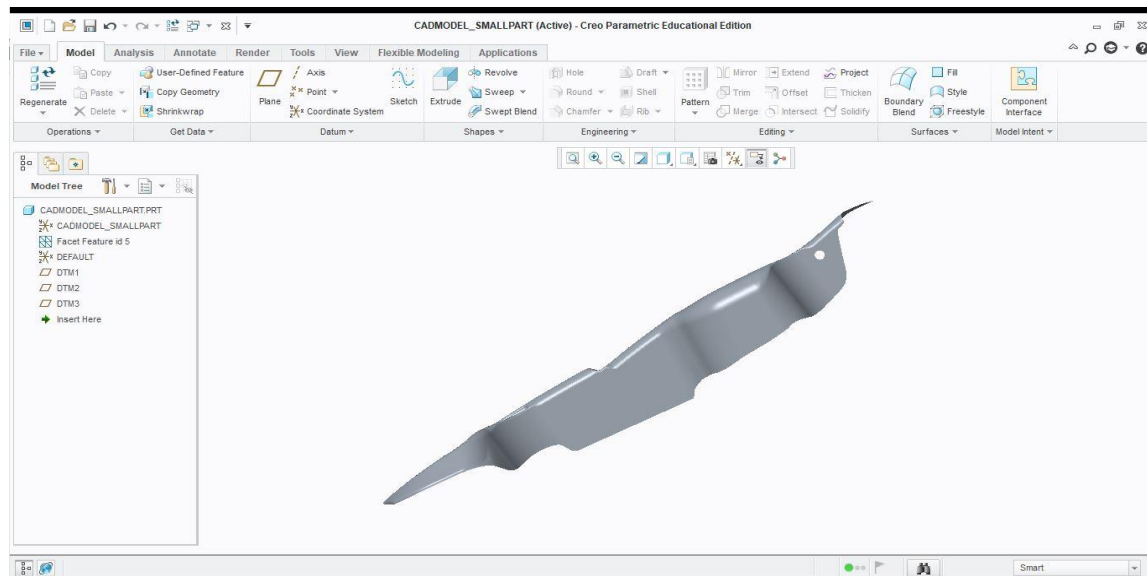 CADMODEL_SMALLPART (Active) - Creo Parametric Educational Edition
File Model Analysis Annotate Render Tools View Flexible Modeling Applications
Regenerate
Copy
Paste
Delete
User-Defined Feature
Copy Geometry
Shrinkwrap
Plane
Axis
Point
Coordinate System
Sketch
Extrude
Revolve
Sweep
Swept Blend
Hole
Round
Chamfer
Draft
Shell
Rib
Pattern
Mirror
Trim
Merge
Extend
Offset
Intersect
Project
Thicken
Solidify
Boundary
Blend
Fill
Style
Freestyle
Component
Interface
Operations Get Data Datum Shapes Engineering Editing Surfaces Model Intent
Model Tree
CADMODEL_SMALLPART.PRT
CADMODEL_SMALLPART
Facet Feature id 5
DEFAULT
DTM1
DTM2
DTM3
Insert Here
Smart